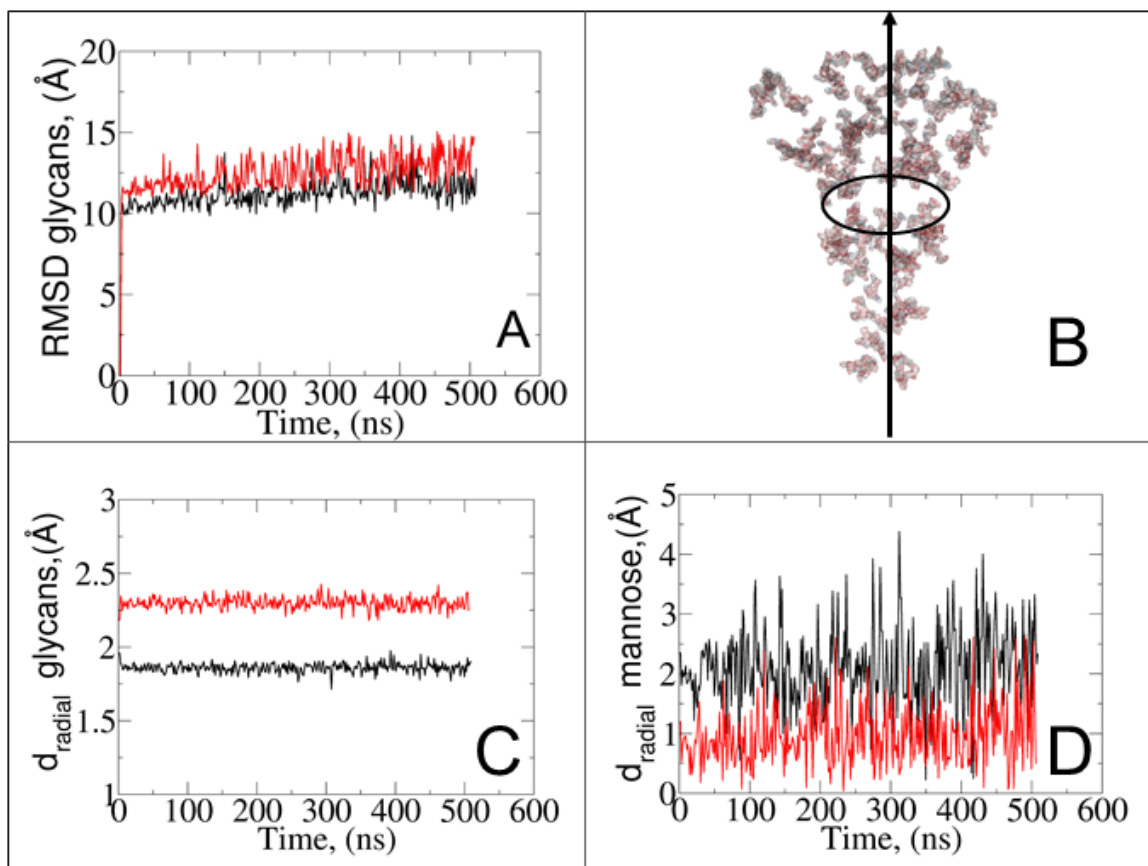 20
15
10
5
0
RMSD glycans, (Å)
0 100 200 300 400 500 600
Time, (ns)
A
B
3
2.5
2
1.5
1
d_radial glycans,(Å)
0 100 200 300 400 500 600
Time, (ns)
C
5
4
3
2
1
0
d_radial mannose,(Å)
0 100 200 300 400 500 600
Time, (ns)
D